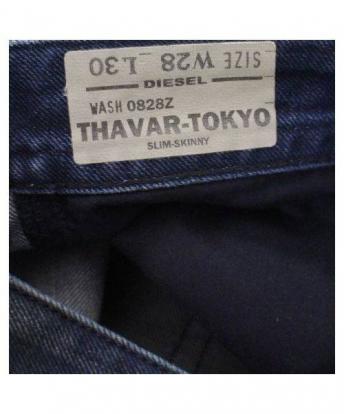 SIZE W28 L30
DIESEL
WASH 0828Z
THAVAR-TOKYO
SLIM-SKINNY